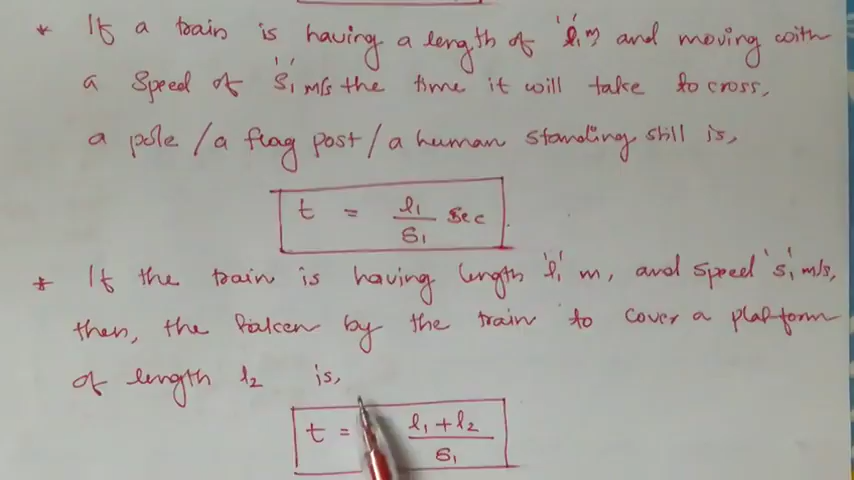 * If a train is having a length of 'l₁'m and moving with
a speed of 's₁' m/s the time it will take to cross,
a pole / a flag post / a human standing still is,
t = l₁/s₁ sec
* If the train is having length 'l₁' m, and speed 's₁' m/s,
then, the taken by the train to cover a platform
of length l₂ is,
t = l₁+l₂/s₁